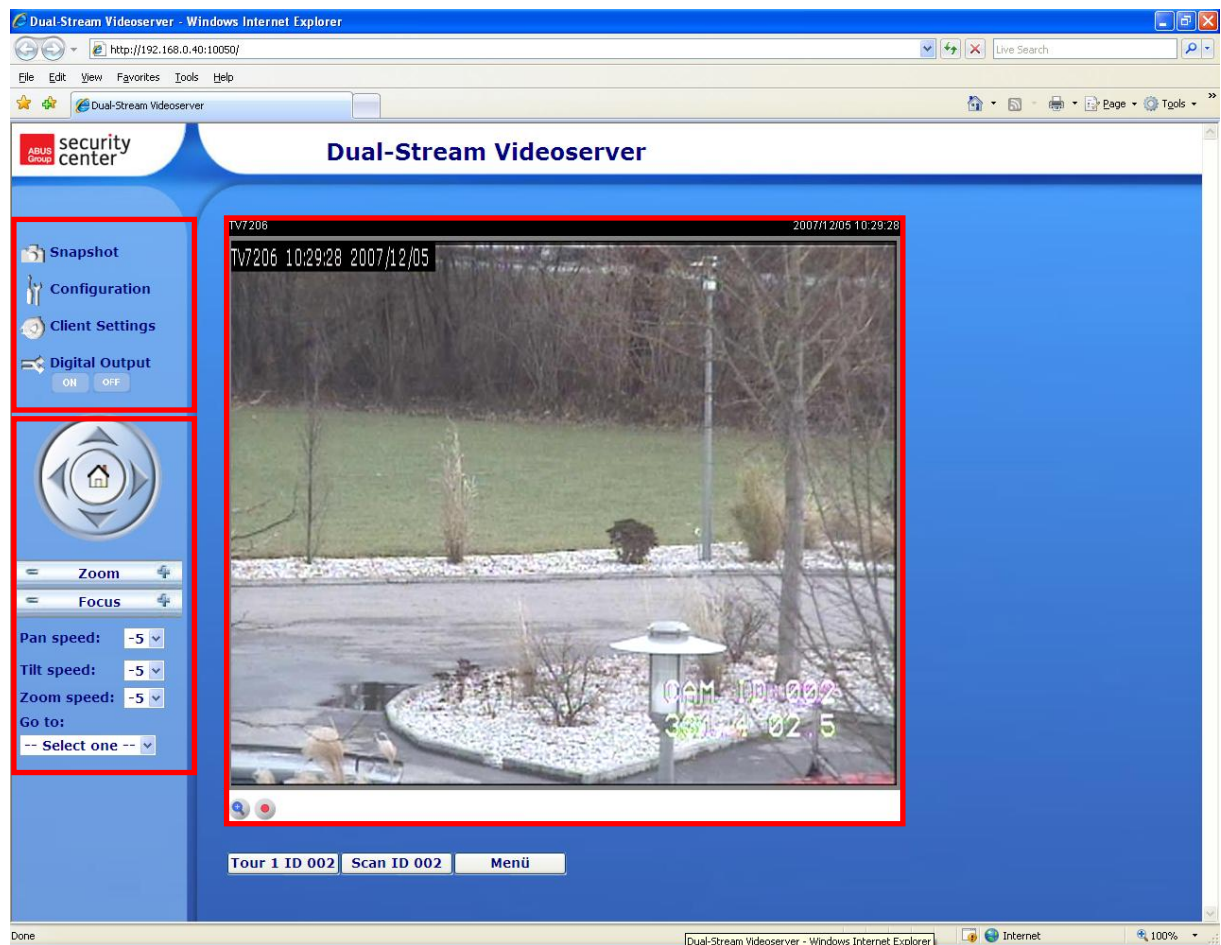 Dual-Stream Videoserver - Windows Internet Explorer
http://192.168.0.40:10050/
Live Search
File Edit View Favorites Tools Help
Dual-Stream Videoserver
Page Tools »
ABUS Group security center
Dual-Stream Videoserver
Snapshot
Configuration
Client Settings
Digital Output
ON OFF
Zoom
Focus
Pan speed: -5
Tilt speed: -5
Zoom speed: -5
Go to:
-- Select one --
TV7206 2007/12/05 10:29:28
TV7206 10:29:28 2007/12/05
CAM ID:002
Tour 1 ID 002 Scan ID 002 Menü
Done
Dual-Stream Videoserver - Windows Internet Explorer
Internet
100%